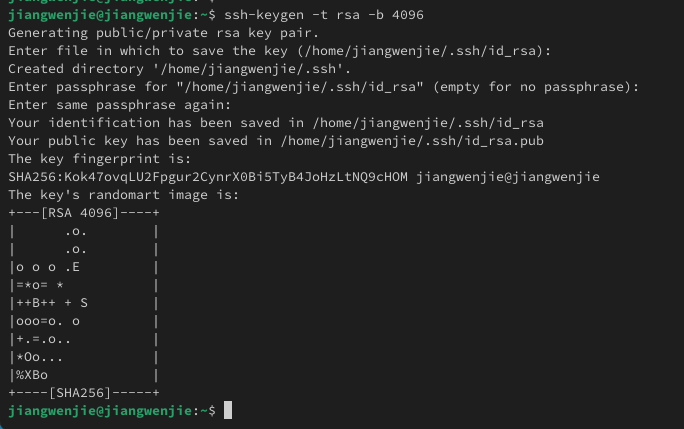 jiangwenjie@jiangwenjie:~$ ssh-keygen -t rsa -b 4096
Generating public/private rsa key pair.
Enter file in which to save the key (/home/jiangwenjie/.ssh/id_rsa):
Created directory '/home/jiangwenjie/.ssh'.
Enter passphrase for "/home/jiangwenjie/.ssh/id_rsa" (empty for no passphrase):
Enter same passphrase again:
Your identification has been saved in /home/jiangwenjie/.ssh/id_rsa
Your public key has been saved in /home/jiangwenjie/.ssh/id_rsa.pub
The key fingerprint is:
SHA256:Kok47ovqLU2Fpgur2CynrX0Bi5TyB4JoHzLtNQ9cHOM jiangwenjie@jiangwenjie
The key's randomart image is:
+---[RSA 4096]----+
|      .o.        |
|      .o.        |
|o o o .E         |
|=*o= *           |
|++B++ + S        |
|ooo=o. o         |
|+.=.o..          |
|*Oo...           |
|%XBo             |
+----[SHA256]-----+
jiangwenjie@jiangwenjie:~$